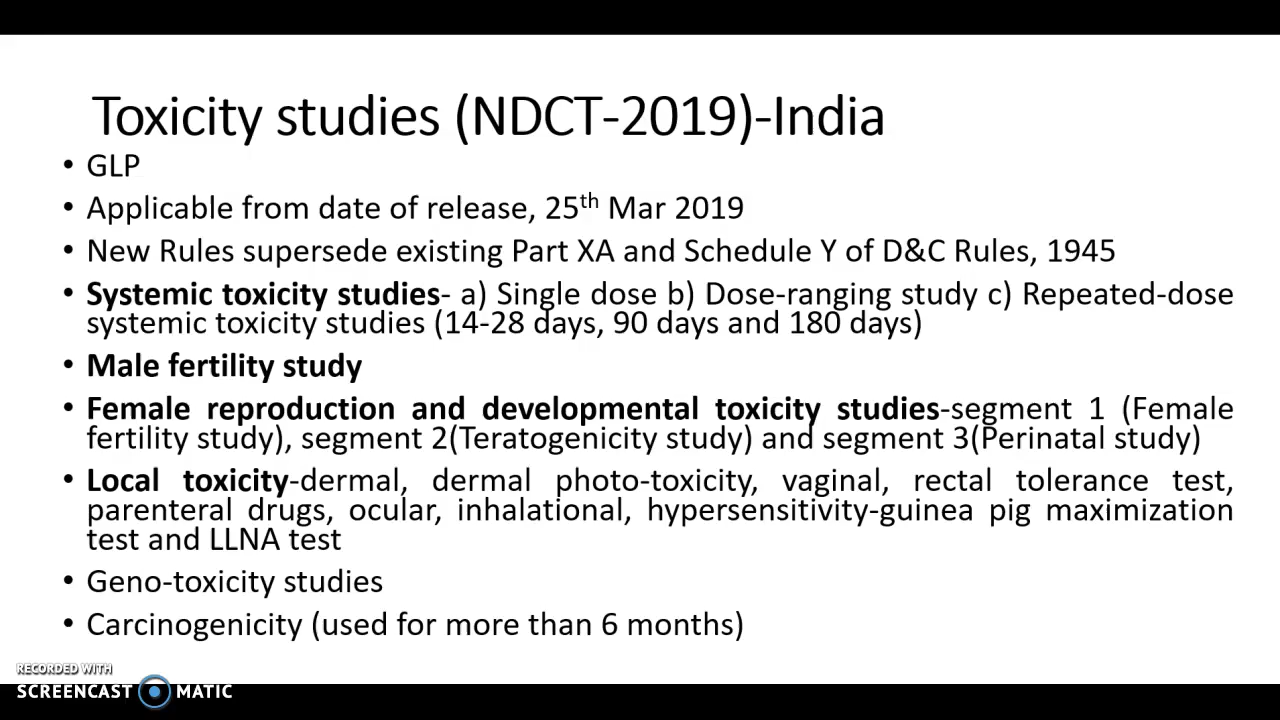 Toxicity studies (NDCT-2019)-India
• GLP
• Applicable from date of release, 25th Mar 2019
• New Rules supersede existing Part XA and Schedule Y of D&C Rules, 1945
• Systemic toxicity studies- a) Single dose b) Dose-ranging study c) Repeated-dose
systemic toxicity studies (14-28 days, 90 days and 180 days)
• Male fertility study
• Female reproduction and developmental toxicity studies-segment 1 (Female
fertility study), segment 2(Teratogenicity study) and segment 3(Perinatal study)
• Local toxicity-dermal, dermal photo-toxicity, vaginal, rectal tolerance test,
parenteral drugs, ocular, inhalational, hypersensitivity-guinea pig maximization
test and LLNA test
• Geno-toxicity studies
• Carcinogenicity (used for more than 6 months)
RECORDED WITH
SCREENCAST MATIC